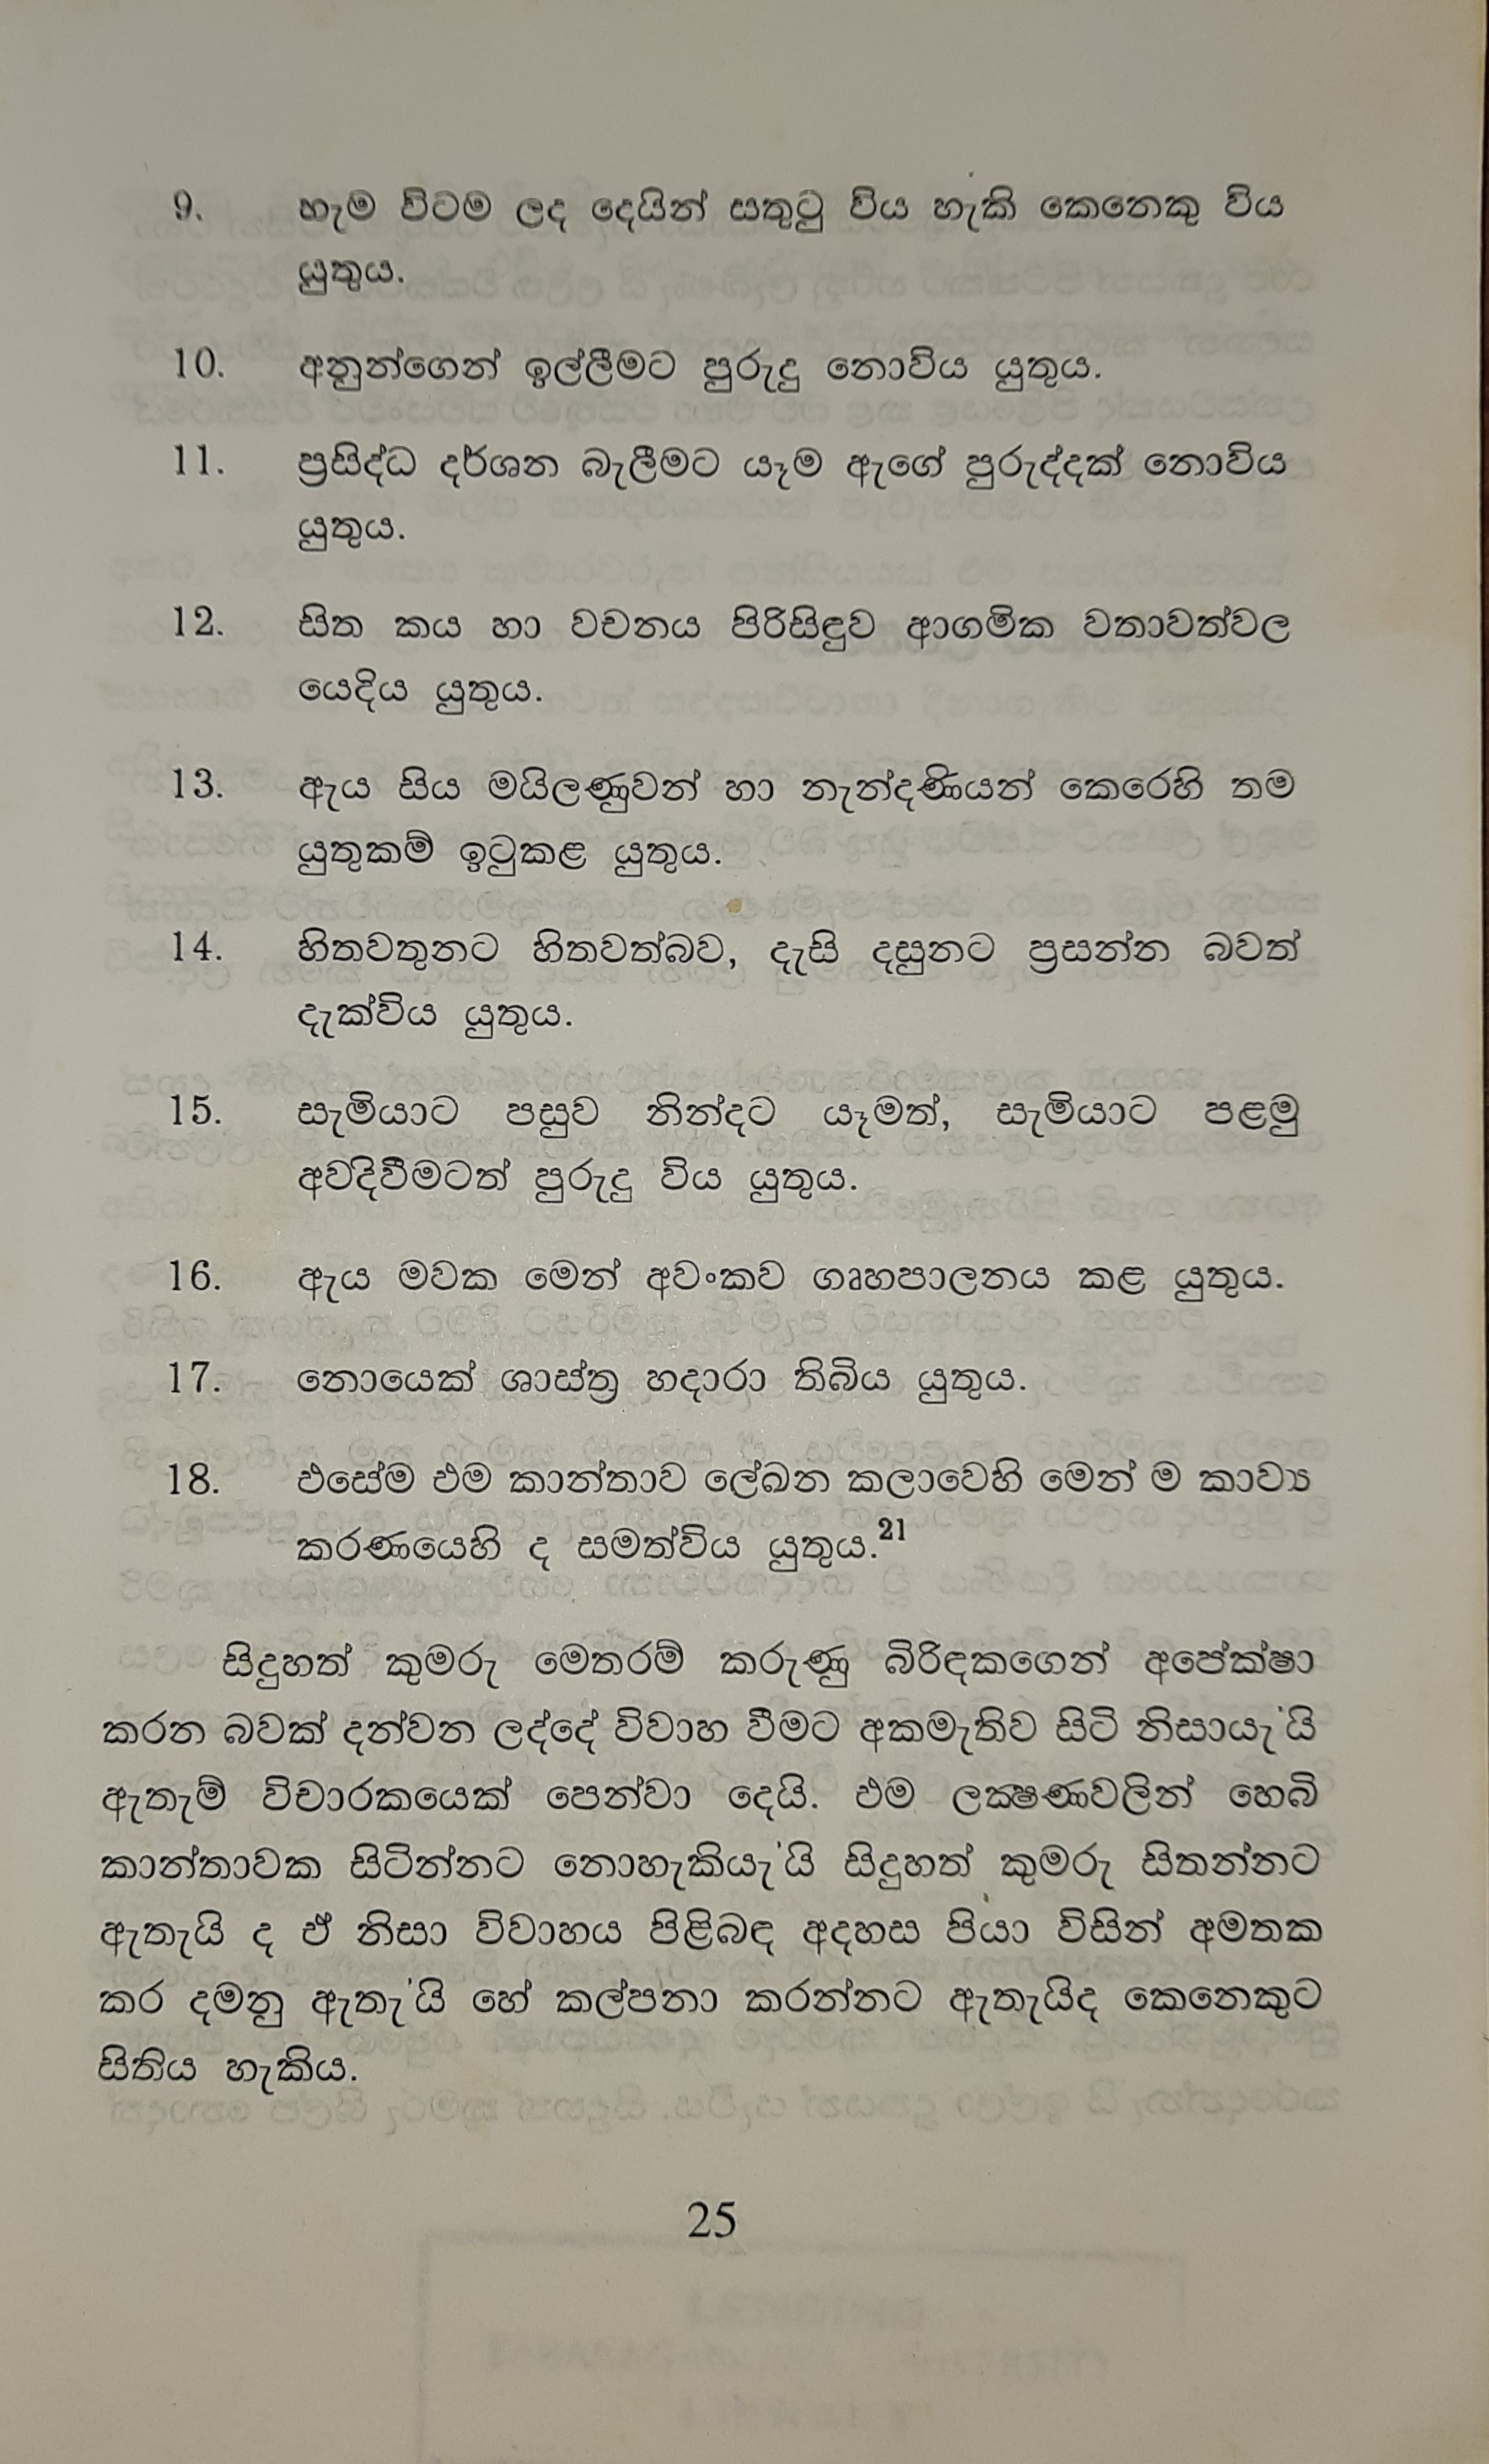 9. හැම විටම ලද දෙයින් සතුටු විය හැකි කෙනෙකු විය
යුතුය.
10. අනුන්ගෙන් ඉල්ලීමට පුරුදු නොවිය යුතුය.
11. ප්‍රසිද්ධ දර්ශන බැලීමට යෑම ඇගේ පුරුද්දක් නොවිය
යුතුය.
12. සිත කය හා වචනය පිරිසිඳුව ආගමික වතාවත්වල
යෙදිය යුතුය.
13. ඇය සිය මයිලණුවන් හා නැන්දණියන් කෙරෙහි තම
යුතුකම් ඉටුකළ යුතුය.
14. හිතවතුනට හිතවත්බව, දැසි දසුනට ප්‍රසන්න බවත්
දැක්විය යුතුය.
15. සැමියාට පසුව නින්දට යෑමත්, සැමියාට පළමු
අවදිවීමටත් පුරුදු විය යුතුය.
16. ඇය මවක මෙන් අවංකව ගෘහපාලනය කළ යුතුය.
17. නොයෙක් ශාස්ත්‍ර හදාරා තිබිය යුතුය.
18. එසේම එම කාන්තාව ලේඛන කලාවෙහි මෙන් ම කාව්‍ය
කරණයෙහි ද සමත්විය යුතුය.21
සිදුහත් කුමරු මෙතරම් කරුණු බිරිඳකගෙන් අපේක්ෂා
කරන බවක් දන්වන ලද්දේ විවාහ වීමට අකමැතිව සිටි නිසායැ'යි
ඇතැම් විචාරකයෙක් පෙන්වා දෙයි. එම ලක්‍ෂණවලින් හෙබි
කාන්තාවක සිටින්නට නොහැකියැ'යි සිදුහත් කුමරු සිතන්නට
ඇතැයි ද ඒ නිසා විවාහය පිළිබඳ අදහස පියා විසින් අමතක
කර දමනු ඇතැ'යි හේ කල්පනා කරන්නට ඇතැයිද කෙනෙකුට
සිතිය හැකිය.
25